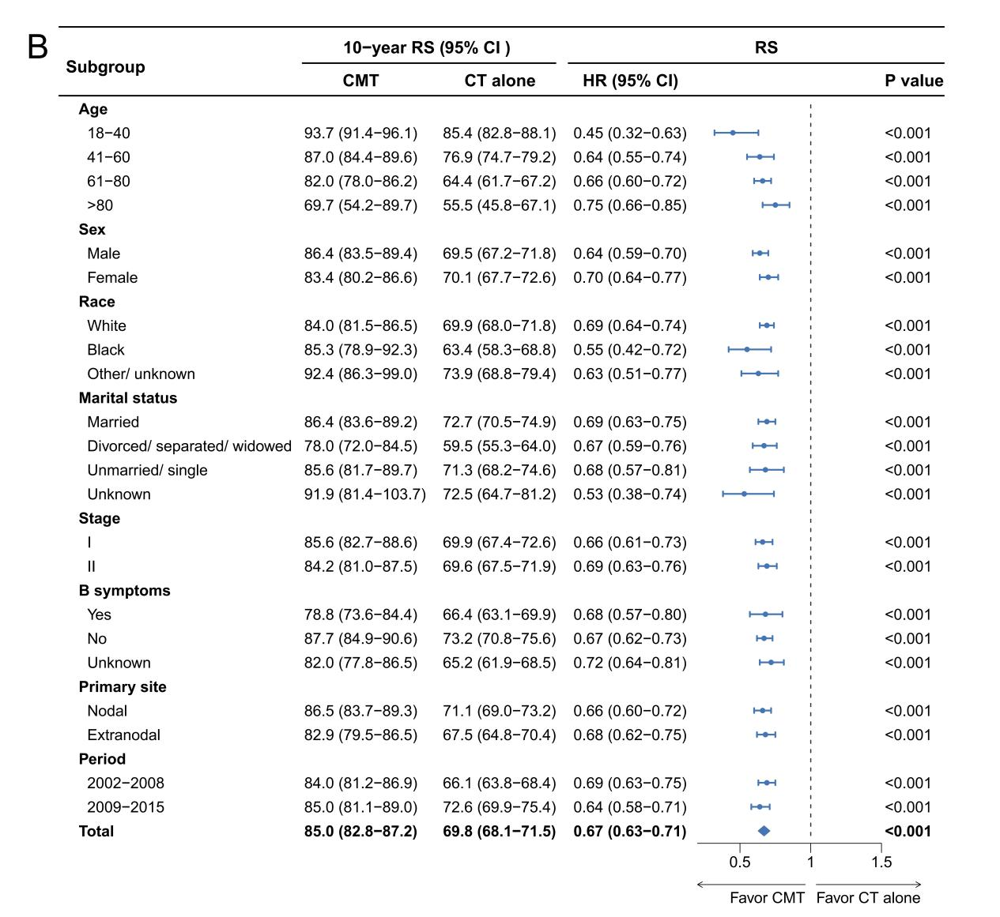 B
10−year RS (95% CI )
RS
Subgroup
CMT CT alone HR (95% CI) P value
Age
18−40 93.7 (91.4−96.1) 85.4 (82.8−88.1) 0.45 (0.32−0.63) <0.001
41−60 87.0 (84.4−89.6) 76.9 (74.7−79.2) 0.64 (0.55−0.74) <0.001
61−80 82.0 (78.0−86.2) 64.4 (61.7−67.2) 0.66 (0.60−0.72) <0.001
>80 69.7 (54.2−89.7) 55.5 (45.8−67.1) 0.75 (0.66−0.85) <0.001
Sex
Male 86.4 (83.5−89.4) 69.5 (67.2−71.8) 0.64 (0.59−0.70) <0.001
Female 83.4 (80.2−86.6) 70.1 (67.7−72.6) 0.70 (0.64−0.77) <0.001
Race
White 84.0 (81.5−86.5) 69.9 (68.0−71.8) 0.69 (0.64−0.74) <0.001
Black 85.3 (78.9−92.3) 63.4 (58.3−68.8) 0.55 (0.42−0.72) <0.001
Other/ unknown 92.4 (86.3−99.0) 73.9 (68.8−79.4) 0.63 (0.51−0.77) <0.001
Marital status
Married 86.4 (83.6−89.2) 72.7 (70.5−74.9) 0.69 (0.63−0.75) <0.001
Divorced/ separated/ widowed 78.0 (72.0−84.5) 59.5 (55.3−64.0) 0.67 (0.59−0.76) <0.001
Unmarried/ single 85.6 (81.7−89.7) 71.3 (68.2−74.6) 0.68 (0.57−0.81) <0.001
Unknown 91.9 (81.4−103.7) 72.5 (64.7−81.2) 0.53 (0.38−0.74) <0.001
Stage
I 85.6 (82.7−88.6) 69.9 (67.4−72.6) 0.66 (0.61−0.73) <0.001
II 84.2 (81.0−87.5) 69.6 (67.5−71.9) 0.69 (0.63−0.76) <0.001
B symptoms
Yes 78.8 (73.6−84.4) 66.4 (63.1−69.9) 0.68 (0.57−0.80) <0.001
No 87.7 (84.9−90.6) 73.2 (70.8−75.6) 0.67 (0.62−0.73) <0.001
Unknown 82.0 (77.8−86.5) 65.2 (61.9−68.5) 0.72 (0.64−0.81) <0.001
Primary site
Nodal 86.5 (83.7−89.3) 71.1 (69.0−73.2) 0.66 (0.60−0.72) <0.001
Extranodal 82.9 (79.5−86.5) 67.5 (64.8−70.4) 0.68 (0.62−0.75) <0.001
Period
2002−2008 84.0 (81.2−86.9) 66.1 (63.8−68.4) 0.69 (0.63−0.75) <0.001
2009−2015 85.0 (81.1−89.0) 72.6 (69.9−75.4) 0.64 (0.58−0.71) <0.001
Total 85.0 (82.8−87.2) 69.8 (68.1−71.5) 0.67 (0.63−0.71) <0.001
0.5 1 1.5
Favor CMT Favor CT alone